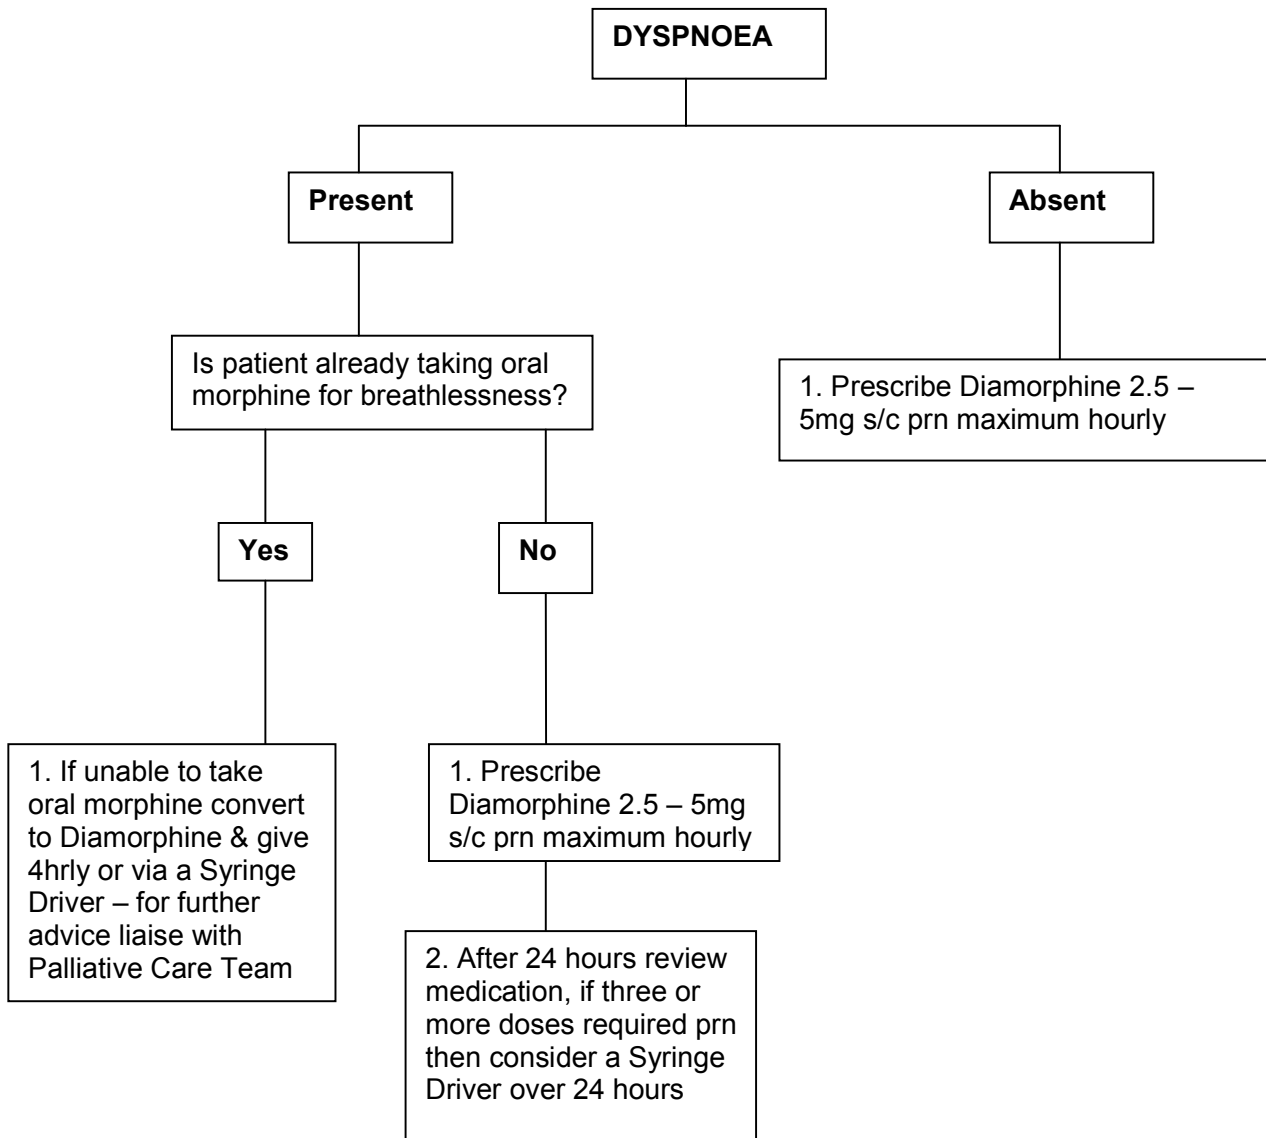 DYSPNOEA
Present
Absent
Is patient already taking oral
morphine for breathlessness?
1. Prescribe Diamorphine 2.5 –
5mg s/c prn maximum hourly
Yes
No
1. If unable to take
oral morphine convert
to Diamorphine & give
4hrly or via a Syringe
Driver – for further
advice liaise with
Palliative Care Team
1. Prescribe
Diamorphine 2.5 – 5mg
s/c prn maximum hourly
2. After 24 hours review
medication, if three or
more doses required prn
then consider a Syringe
Driver over 24 hours